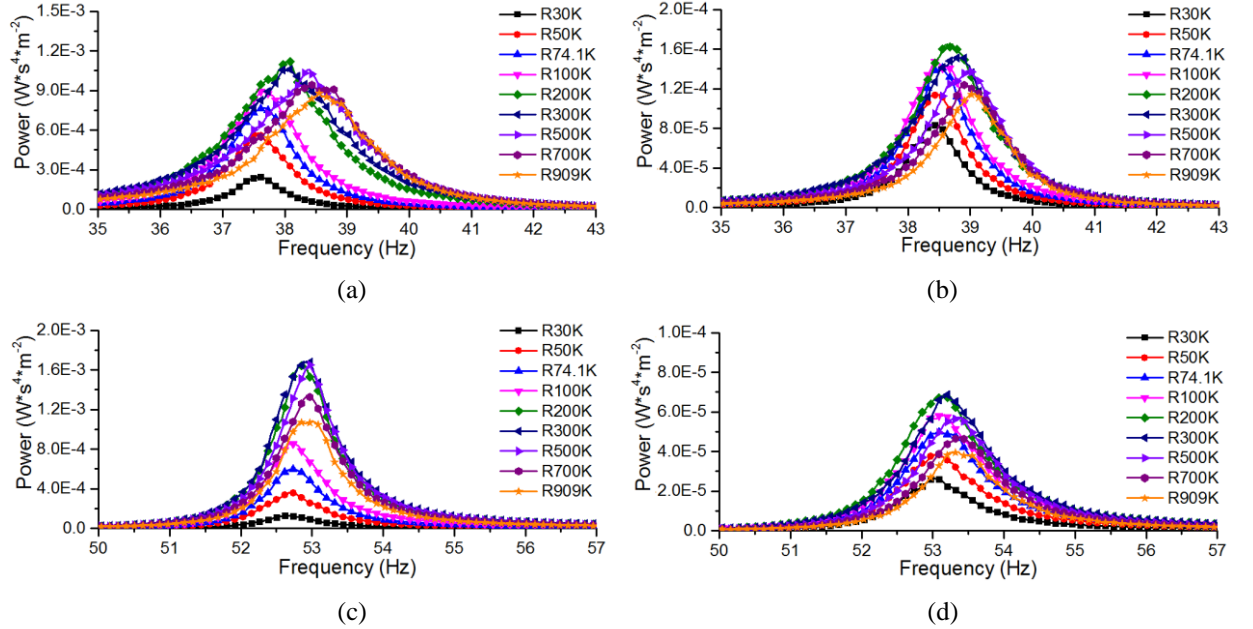 1.5E-3
1.2E-3
9.0E-4
6.0E-4
3.0E-4
0.0
Power (W*s⁴*m⁻²)
35 36 37 38 39 40 41 42 43
Frequency (Hz)
R30K
R50K
R74.1K
R100K
R200K
R300K
R500K
R700K
R909K
(a)
2.0E-4
1.6E-4
1.2E-4
8.0E-5
4.0E-5
0.0
Power (W*s⁴*m⁻²)
35 36 37 38 39 40 41 42 43
Frequency (Hz)
R30K
R50K
R74.1K
R100K
R200K
R300K
R500K
R700K
R909K
(b)
2.0E-3
1.6E-3
1.2E-3
8.0E-4
4.0E-4
0.0
Power (W*s⁴*m⁻²)
50 51 52 53 54 55 56 57
Frequency (Hz)
R30K
R50K
R74.1K
R100K
R200K
R300K
R500K
R700K
R909K
(c)
1.0E-4
8.0E-5
6.0E-5
4.0E-5
2.0E-5
0.0
Power (W*s⁴*m⁻²)
50 51 52 53 54 55 56 57
Frequency (Hz)
R30K
R50K
R74.1K
R100K
R200K
R300K
R500K
R700K
R909K
(d)